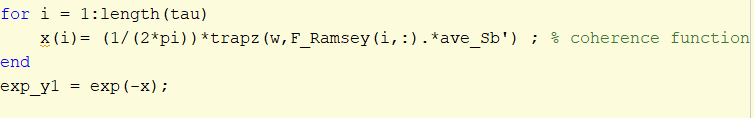 for i = 1:length(tau)
x(i)= (1/(2*pi))*trapz(w,F_Ramsey(i,:).*ave_Sb') ; % coherence function
end
exp_y1 = exp(-x);